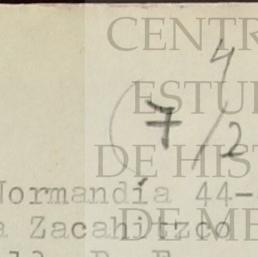 CENTR
4
ESTU
7/2
DE HIS
Normandía 44-
a Zacahitzco
DE ME